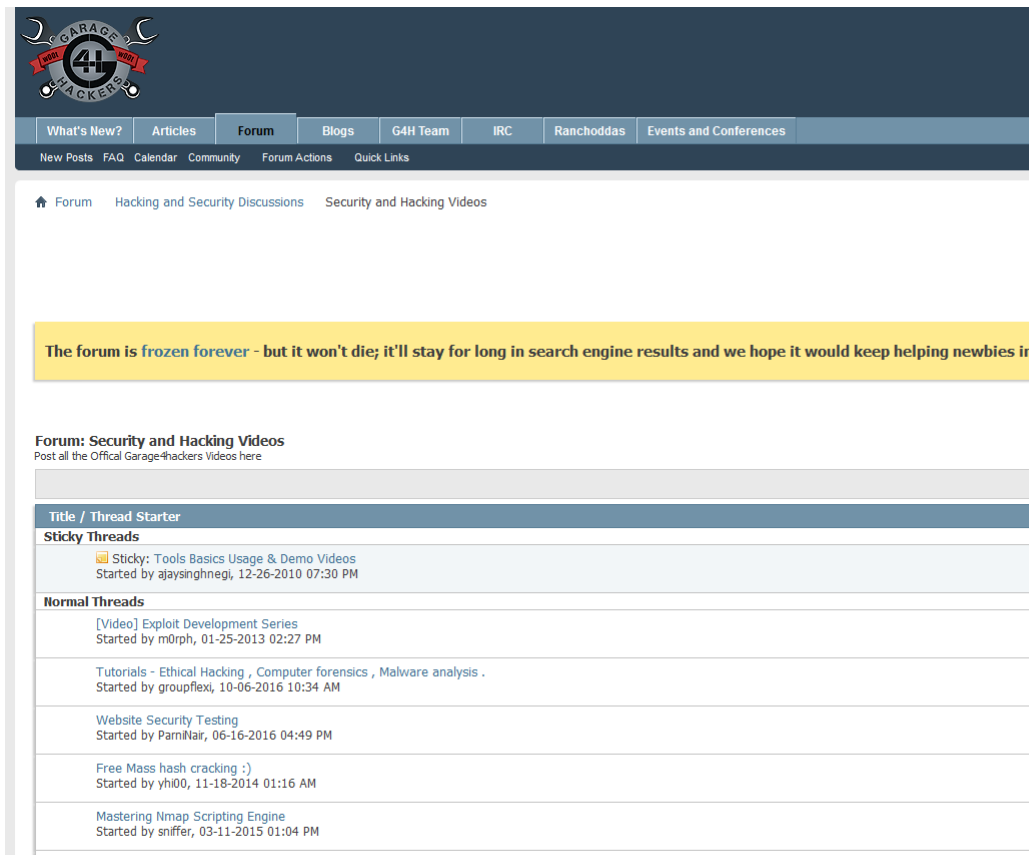 GARAGE
W00T G4H W00T
HACKERS
What's New? Articles Forum Blogs G4H Team IRC Ranchoddas Events and Conferences
New Posts FAQ Calendar Community Forum Actions Quick Links
Forum Hacking and Security Discussions Security and Hacking Videos
The forum is frozen forever - but it won't die; it'll stay for long in search engine results and we hope it would keep helping newbies in
Forum: Security and Hacking Videos
Post all the Offical Garage4hackers Videos here
Title / Thread Starter
Sticky Threads
Sticky: Tools Basics Usage & Demo Videos
Started by ajaysinghnegi, 12-26-2010 07:30 PM
Normal Threads
[Video] Exploit Development Series
Started by m0rph, 01-25-2013 02:27 PM
Tutorials - Ethical Hacking , Computer forensics , Malware analysis .
Started by groupflexi, 10-06-2016 10:34 AM
Website Security Testing
Started by ParniNair, 06-16-2016 04:49 PM
Free Mass hash cracking :)
Started by yhi00, 11-18-2014 01:16 AM
Mastering Nmap Scripting Engine
Started by sniffer, 03-11-2015 01:04 PM